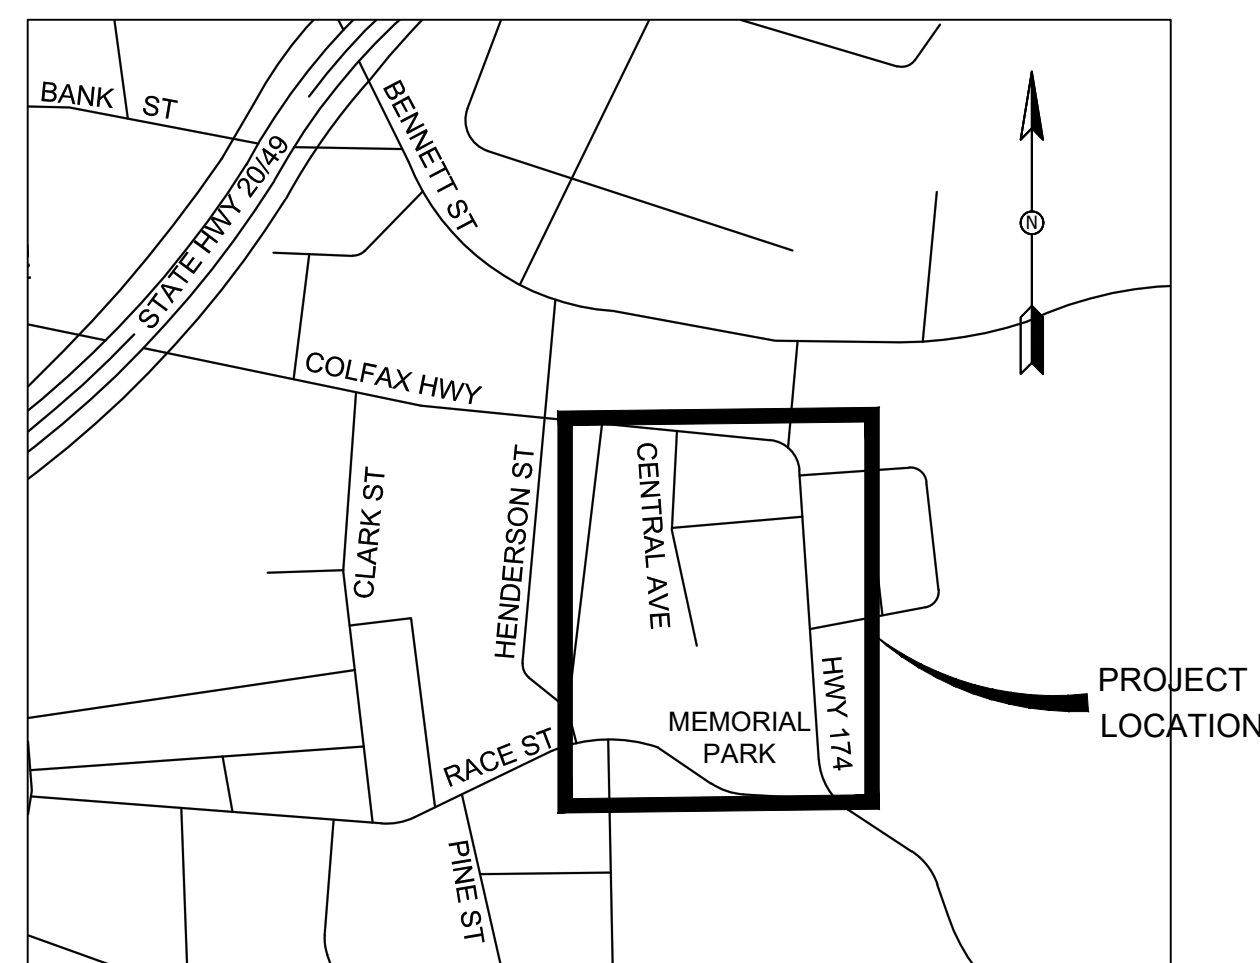 BANK ST
BENNETT ST
STATE HWY 20/49
N
COLFAX HWY
CLARK ST
HENDERSON ST
CENTRAL AVE
HWY 174
PROJECT
LOCATION
MEMORIAL
PARK
RACE ST
PINE ST